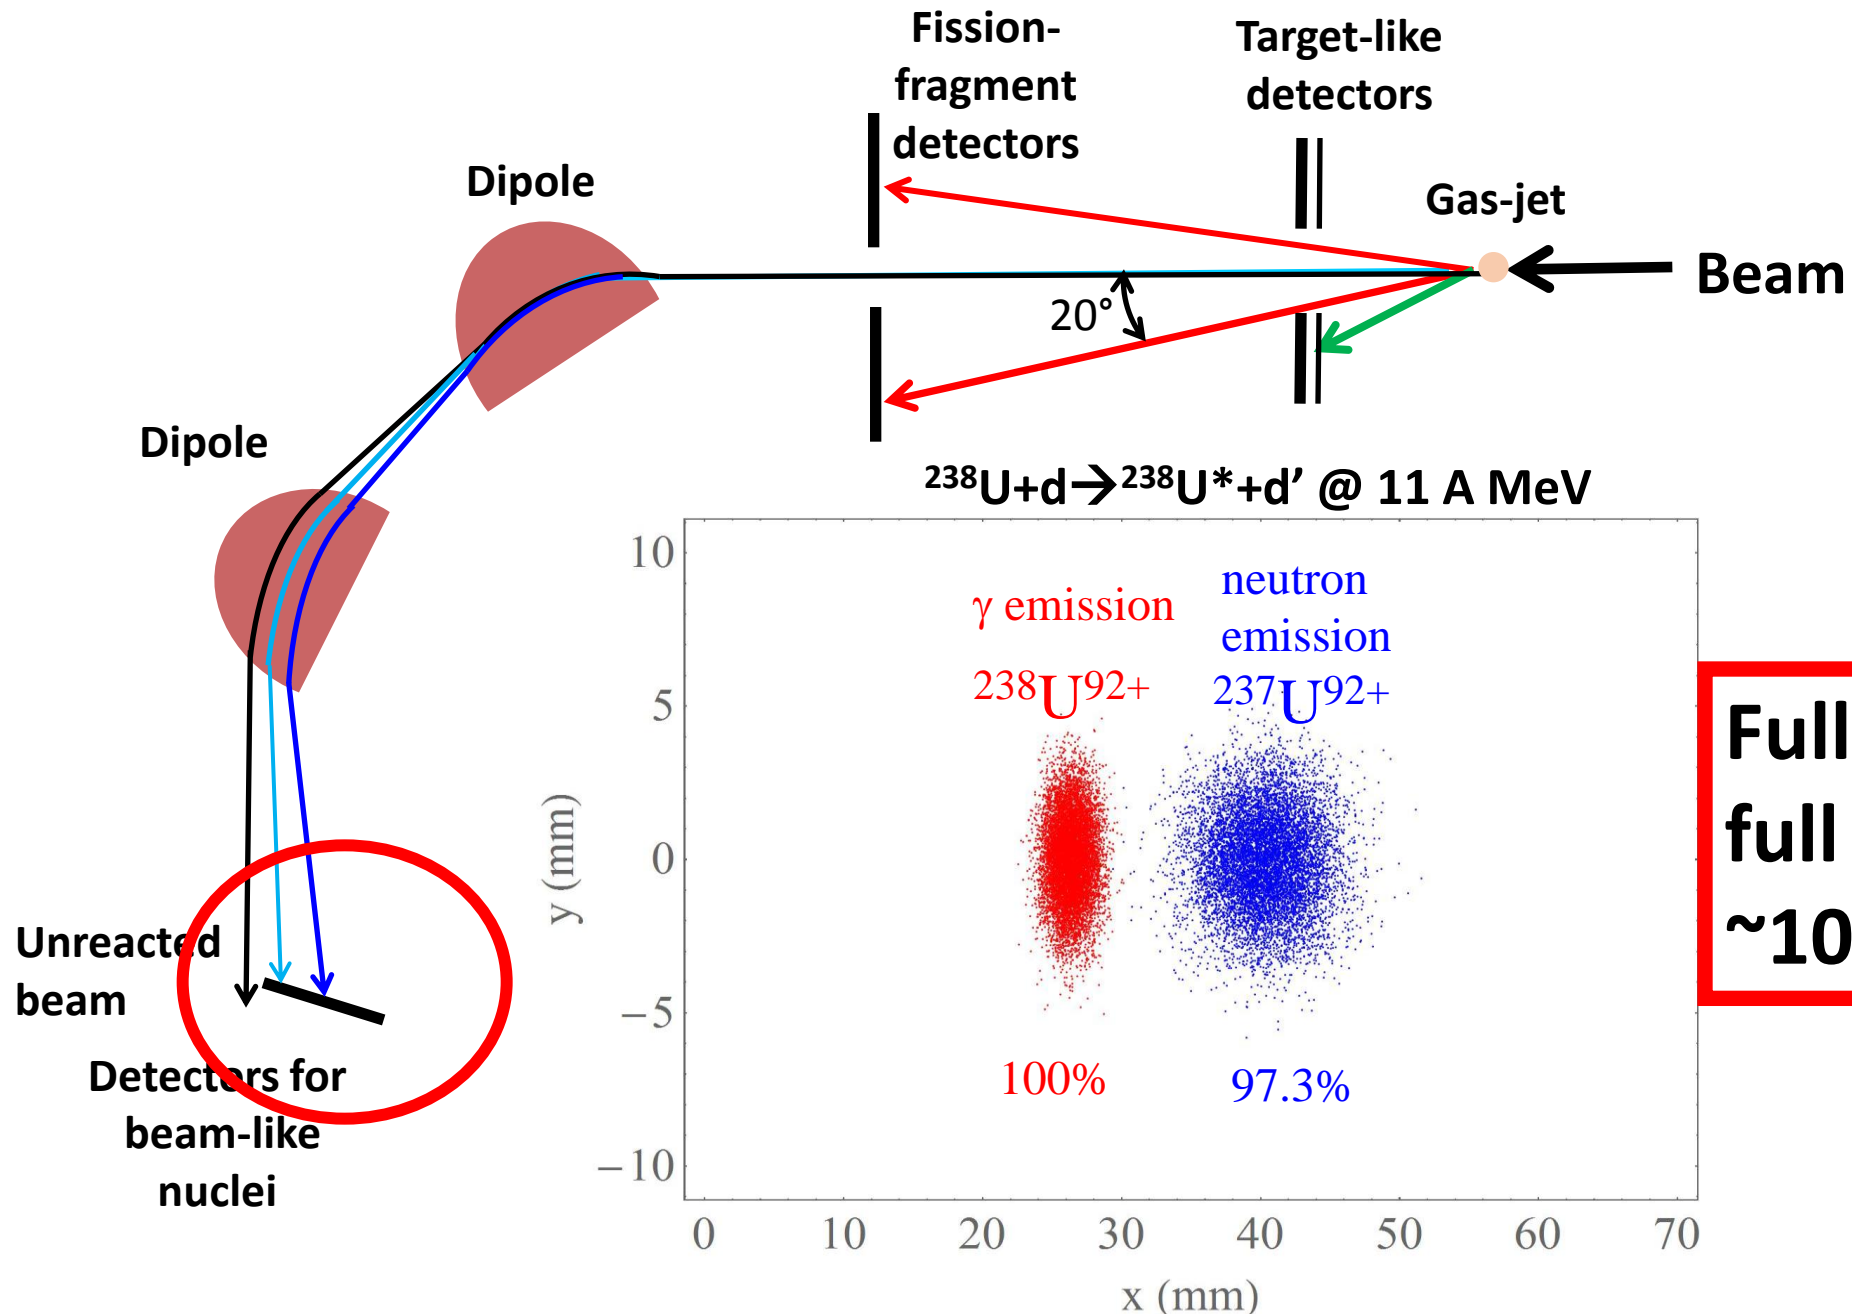 Fission-
fragment
detectors
Target-like
detectors
Dipole
Gas-jet
Beam
20°
Dipole
²³⁸U+d→²³⁸U*+d’ @ 11 A MeV
10
5
0
−5
−10
y (mm)
γ emission
²³⁸U⁹²⁺
neutron
emission
²³⁷U⁹²⁺
100%
97.3%
0 10 20 30 40 50 60 70
x (mm)
Full
full
~10
Unreacted
beam
Detectors for
beam-like
nuclei